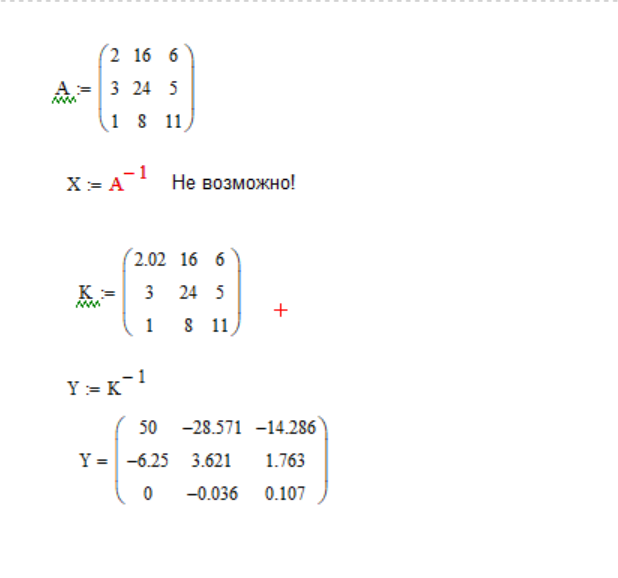 A := ( 2 16 6
3 24 5
1 8 11 )
X := A^-1 Не возможно!
K := ( 2.02 16 6
3 24 5
1 8 11 )
+
Y := K^-1
Y = ( 50 −28.571 −14.286
−6.25 3.621 1.763
0 −0.036 0.107 )